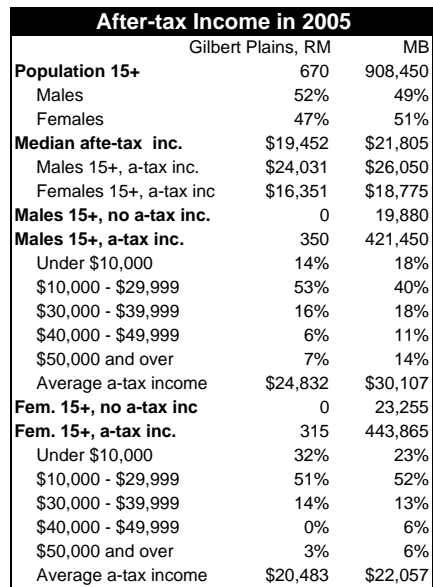 After-tax Income in 2005
Gilbert Plains, RM MB
Population 15+ 670 908,450
Males 52% 49%
Females 47% 51%
Median afte-tax inc. $19,452 $21,805
Males 15+, a-tax inc. $24,031 $26,050
Females 15+, a-tax inc $16,351 $18,775
Males 15+, no a-tax inc. 0 19,880
Males 15+, a-tax inc. 350 421,450
Under $10,000 14% 18%
$10,000 - $29,999 53% 40%
$30,000 - $39,999 16% 18%
$40,000 - $49,999 6% 11%
$50,000 and over 7% 14%
Average a-tax income $24,832 $30,107
Fem. 15+, no a-tax inc 0 23,255
Fem. 15+, a-tax inc. 315 443,865
Under $10,000 32% 23%
$10,000 - $29,999 51% 52%
$30,000 - $39,999 14% 13%
$40,000 - $49,999 0% 6%
$50,000 and over 3% 6%
Average a-tax income $20,483 $22,057